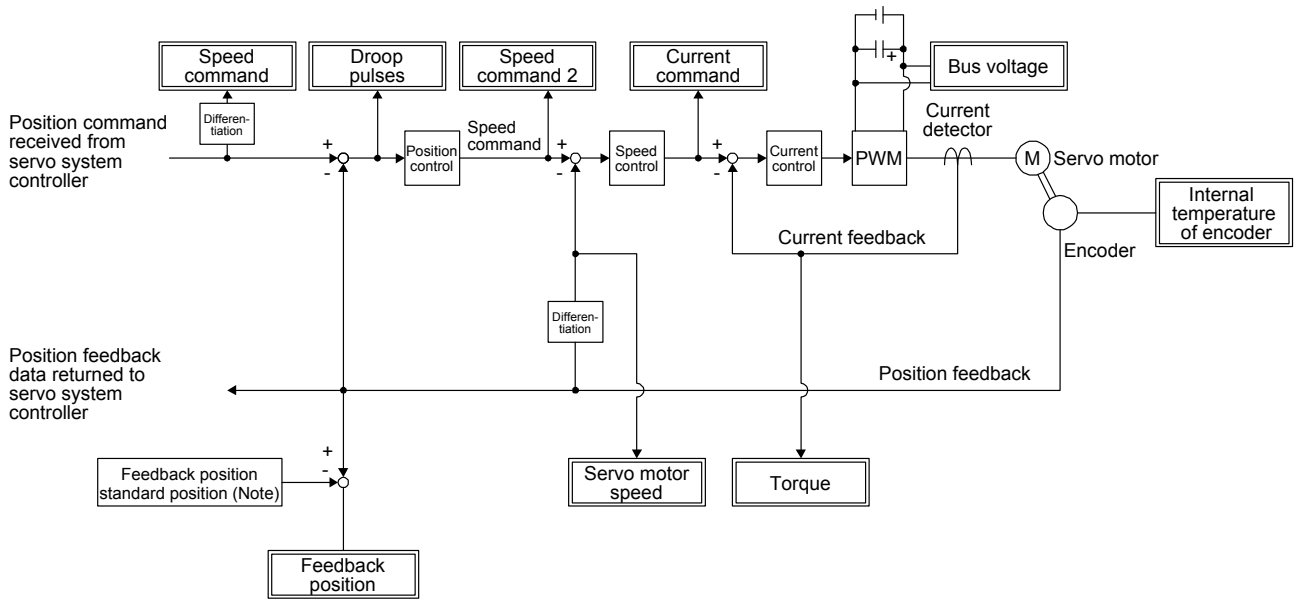 Speed
command
Droop
pulses
Speed
command 2
Current
command
Bus voltage
+
Differen-
tiation
Position command
received from
servo system
controller
+
-
Position
control
Speed
command
+
-
Speed
control
+
-
Current
control
PWM
Current
detector
M
Servo motor
Internal
temperature
of encoder
Current feedback
Encoder
Differen-
tiation
Position feedback
data returned to
servo system
controller
Position feedback
+
-
Feedback position
standard position (Note)
Servo motor
speed
Torque
Feedback
position